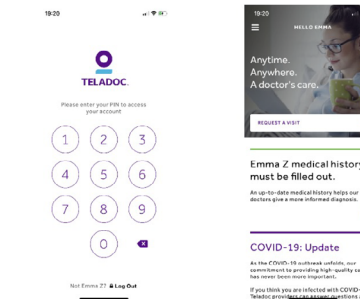 19:20
TELADOC.
Please enter your PIN to access
your account
1 2 3
4 5 6
7 8 9
0
Not Emma Z? Log Out
19:20
HELLO EMMA
Anytime.
Anywhere.
A doctor's care.
REQUEST A VISIT
Emma Z medical history
must be filled out.
An up-to-date medical history helps our
doctors give a more informed diagnosis.
COVID-19: Update
As the COVID-19 outbreak unfolds, our
commitment to providing high-quality
has never been more important.
If you think you are infected with COVID-
Teladoc providers can answer questions